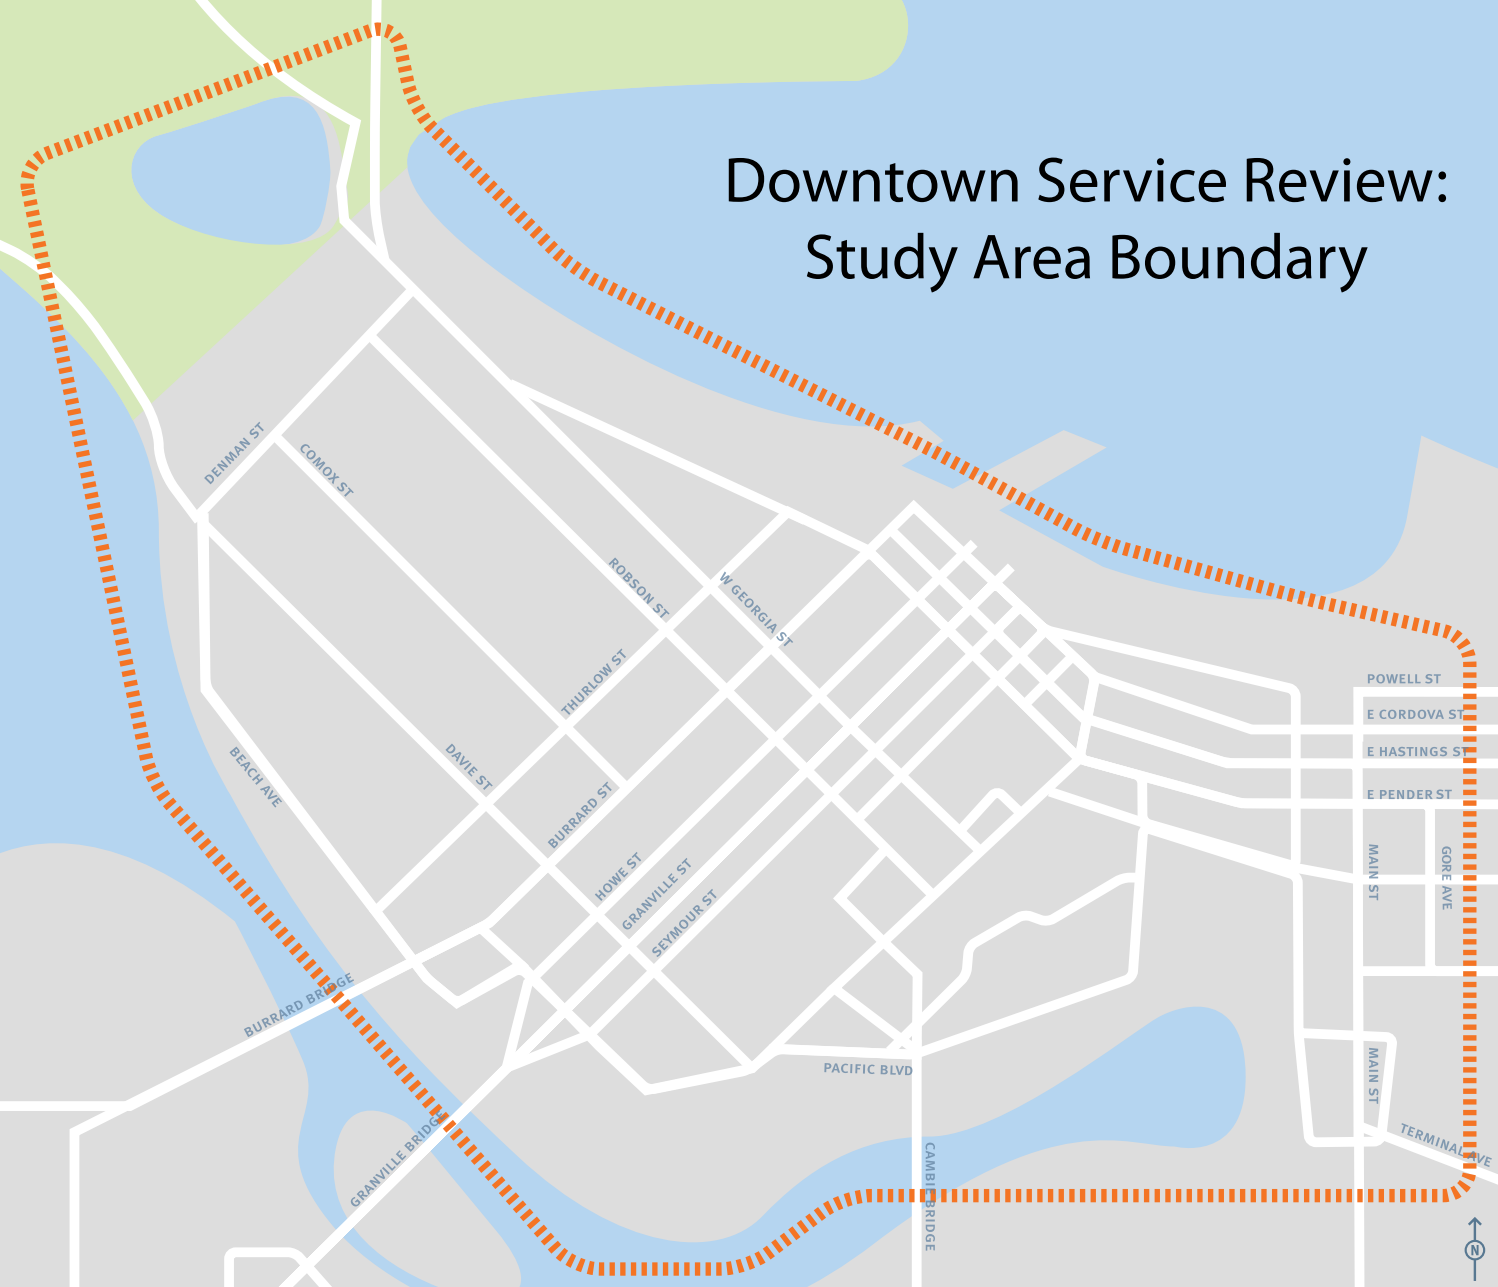 Downtown Service Review:
Study Area Boundary
DENMAN ST
COMOX ST
ROBSON ST
W GEORGIA ST
THURLOW ST
POWELL ST
E CORDOVA ST
E HASTINGS ST
E PENDER ST
BEACH AVE
DAVIE ST
BURRARD ST
HOWE ST
GRANVILLE ST
SEYMOUR ST
MAIN ST
GORE AVE
BURRARD BRIDGE
PACIFIC BLVD
MAIN ST
GRANVILLE BRIDGE
CAMBIE BRIDGE
TERMINAL AVE
N